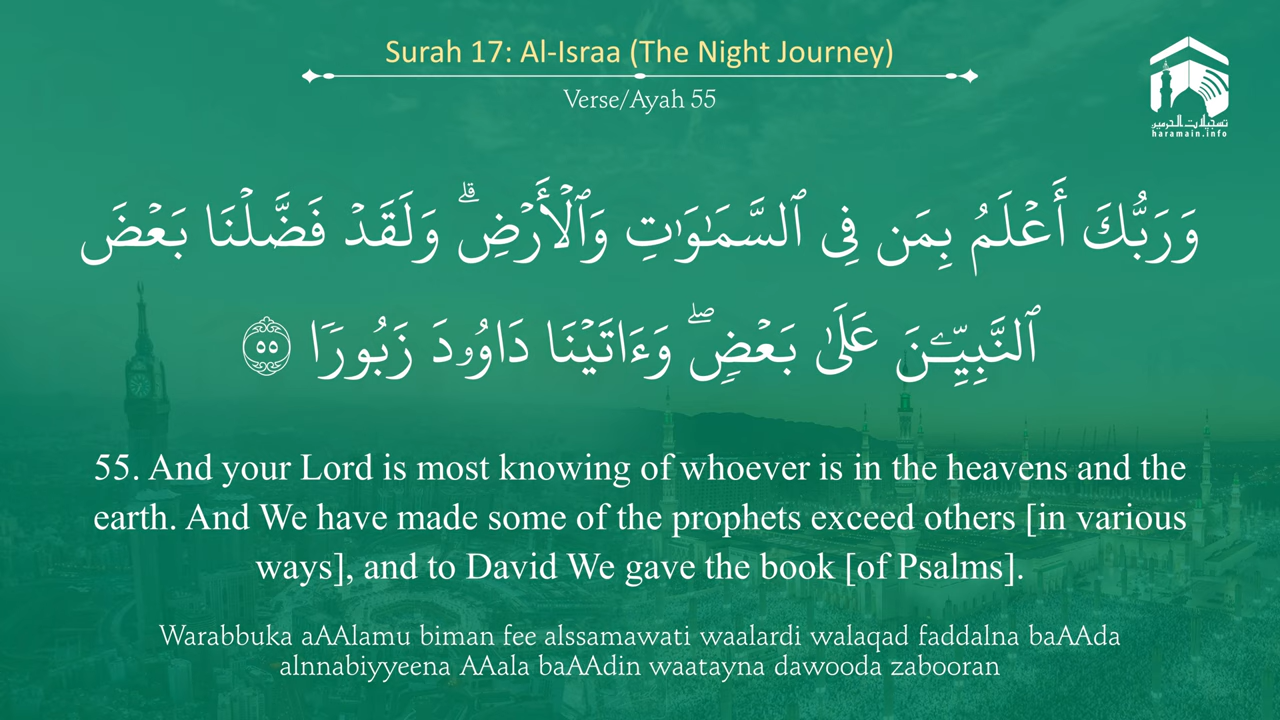 Surah 17: Al-Israa (The Night Journey)
Verse/Ayah 55
تسجيلات الحرمين
haramain.info
وَرَبُّكَ أَعْلَمُ بِمَن فِى ٱلسَّمَٰوَٰتِ وَٱلْأَرْضِ ۗ وَلَقَدْ فَضَّلْنَا بَعْضَ
ٱلنَّبِيِّـۧنَ عَلَىٰ بَعْضٍ ۖ وَءَاتَيْنَا دَاوُۥدَ زَبُورًا ٥٥
55. And your Lord is most knowing of whoever is in the heavens and the
earth. And We have made some of the prophets exceed others [in various
ways], and to David We gave the book [of Psalms].
Warabbuka aAAlamu biman fee alssamawati waalardi walaqad faddalna baAAda
alnnabiyyeena AAala baAAdin waatayna dawooda zabooran